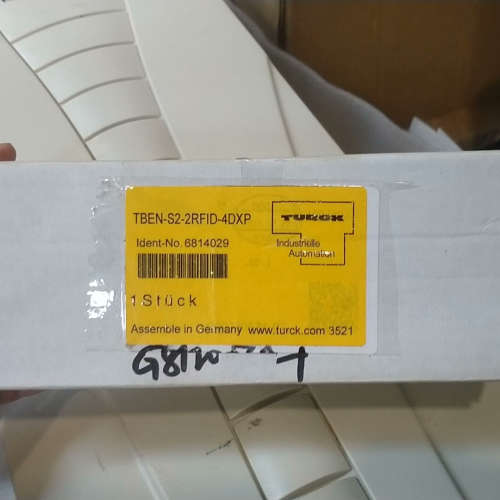 TBEN-S2-2RFID-4DXP
TURCK
Ident-No. 6814029
Industrielle
Automation
1 Stück
Assemble in Germany www.turck.com 3521